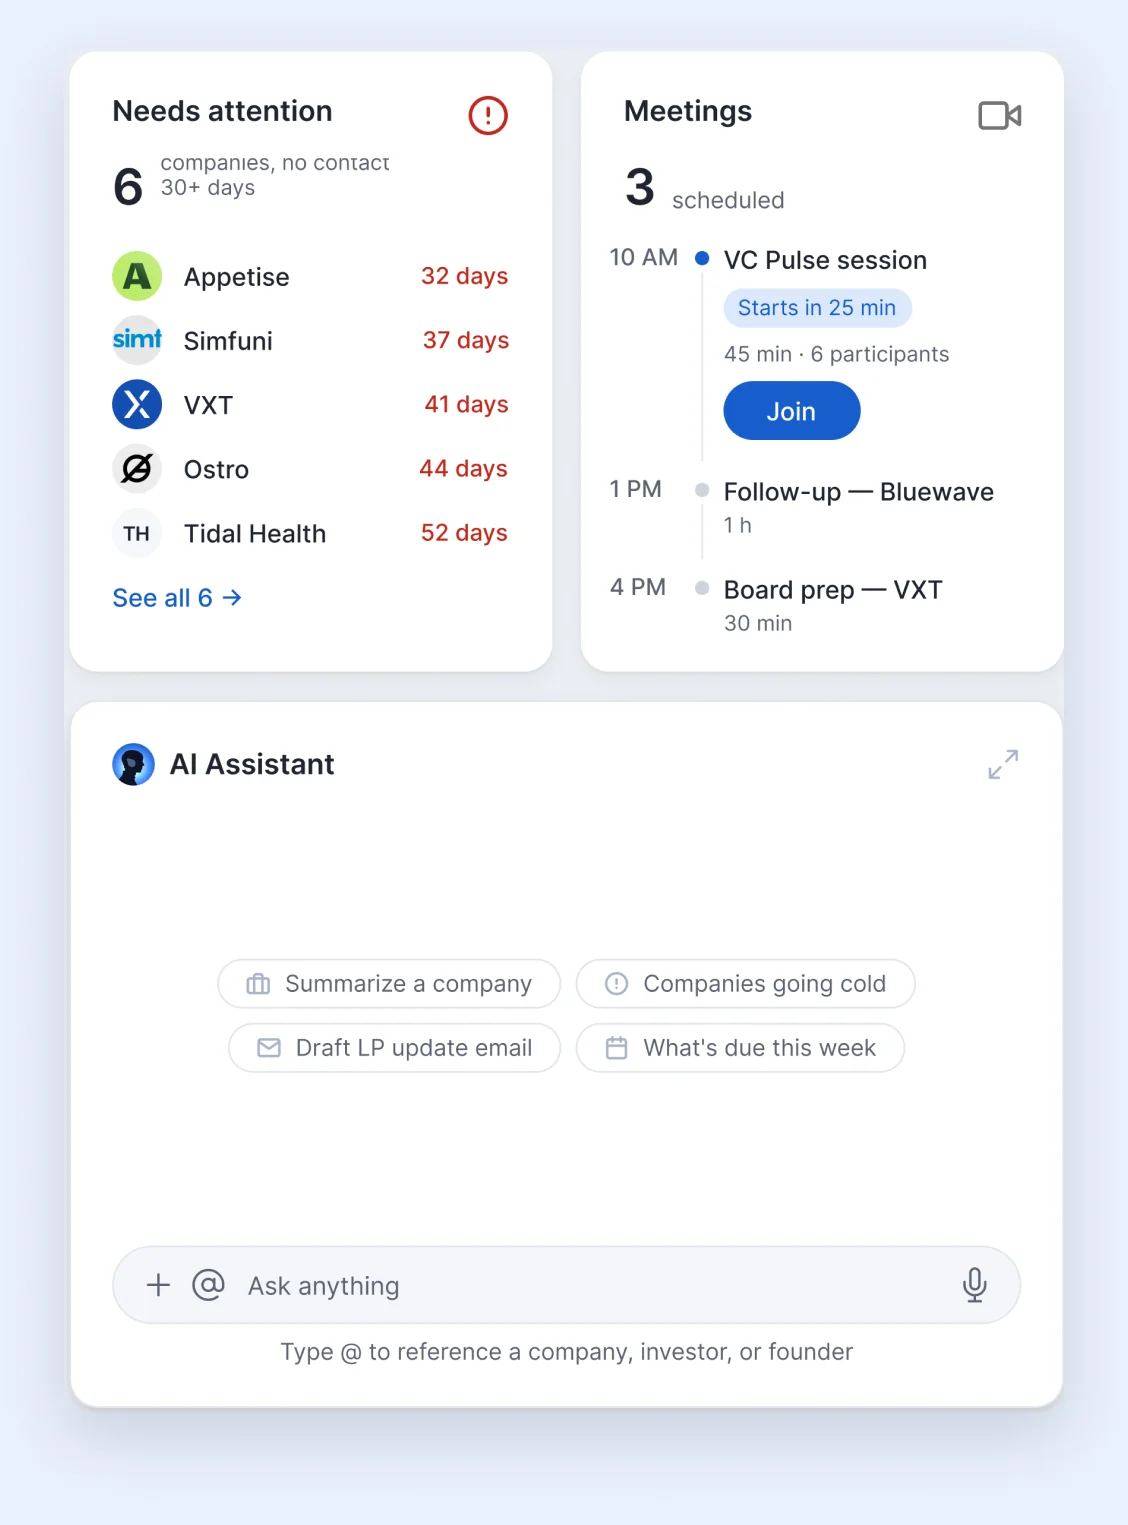 Needs attention
6 companies, no contact
30+ days
A Appetise 32 days
simf Simfuni 37 days
VXT 41 days
Ostro 44 days
TH Tidal Health 52 days
See all 6 →
Meetings
3 scheduled
10 AM VC Pulse session
Starts in 25 min
45 min · 6 participants
Join
1 PM Follow-up — Bluewave
1 h
4 PM Board prep — VXT
30 min
AI Assistant
Summarize a company
Companies going cold
Draft LP update email
What's due this week
+ @ Ask anything
Type @ to reference a company, investor, or founder